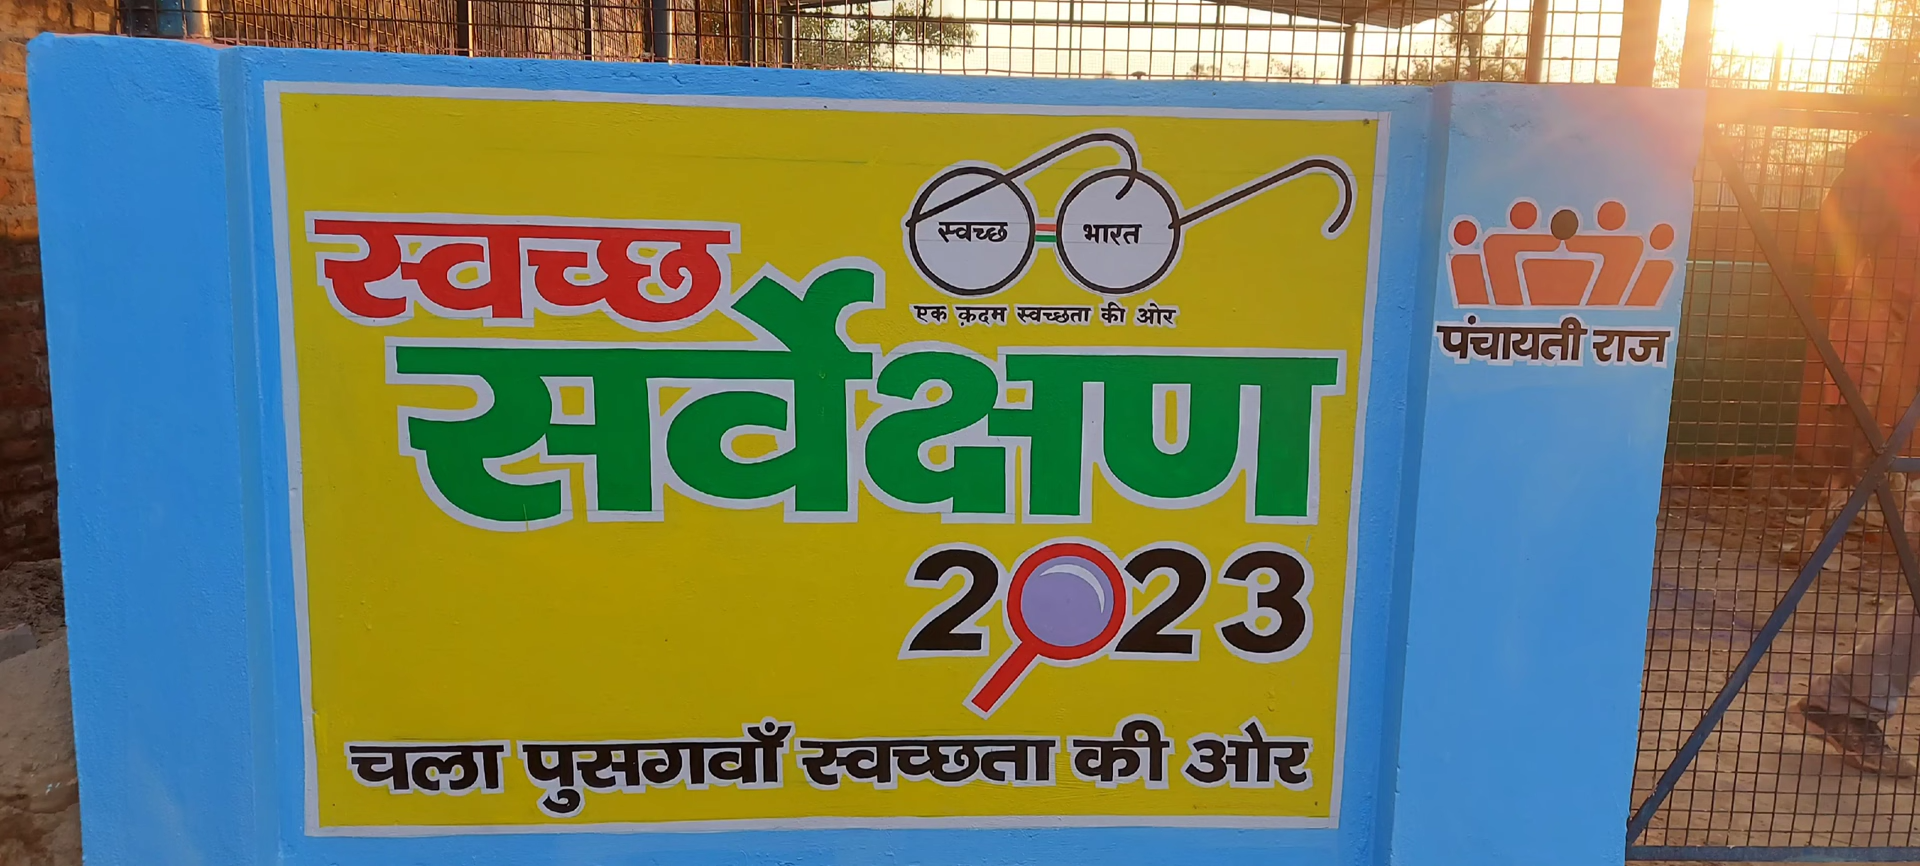 स्वच्छ भारत
एक क़दम स्वच्छता की ओर
स्वच्छ
सर्वेक्षण
2023
चला पुसगवाँ स्वच्छता की ओर
पंचायती राज